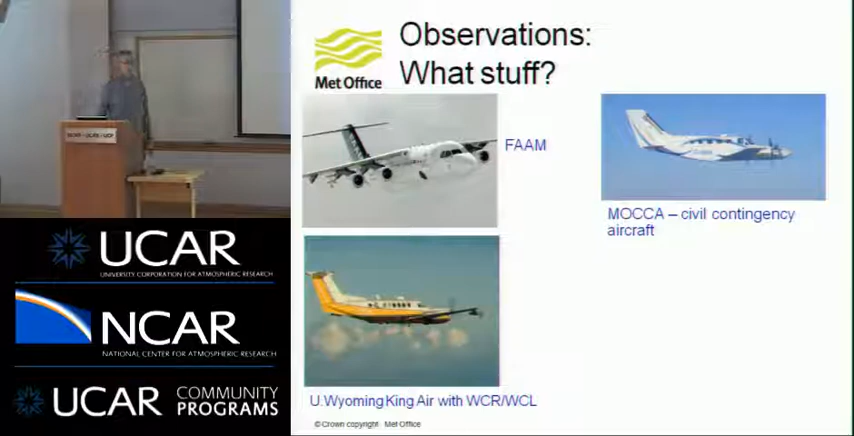 Observations:
What stuff?
Met Office
FAAM
MOCCA – civil contingency
aircraft
U.Wyoming King Air with WCR/WCL
© Crown copyright Met Office
UCAR
UNIVERSITY CORPORATION FOR ATMOSPHERIC RESEARCH
NCAR
NATIONAL CENTER FOR ATMOSPHERIC RESEARCH
UCAR COMMUNITY
PROGRAMS